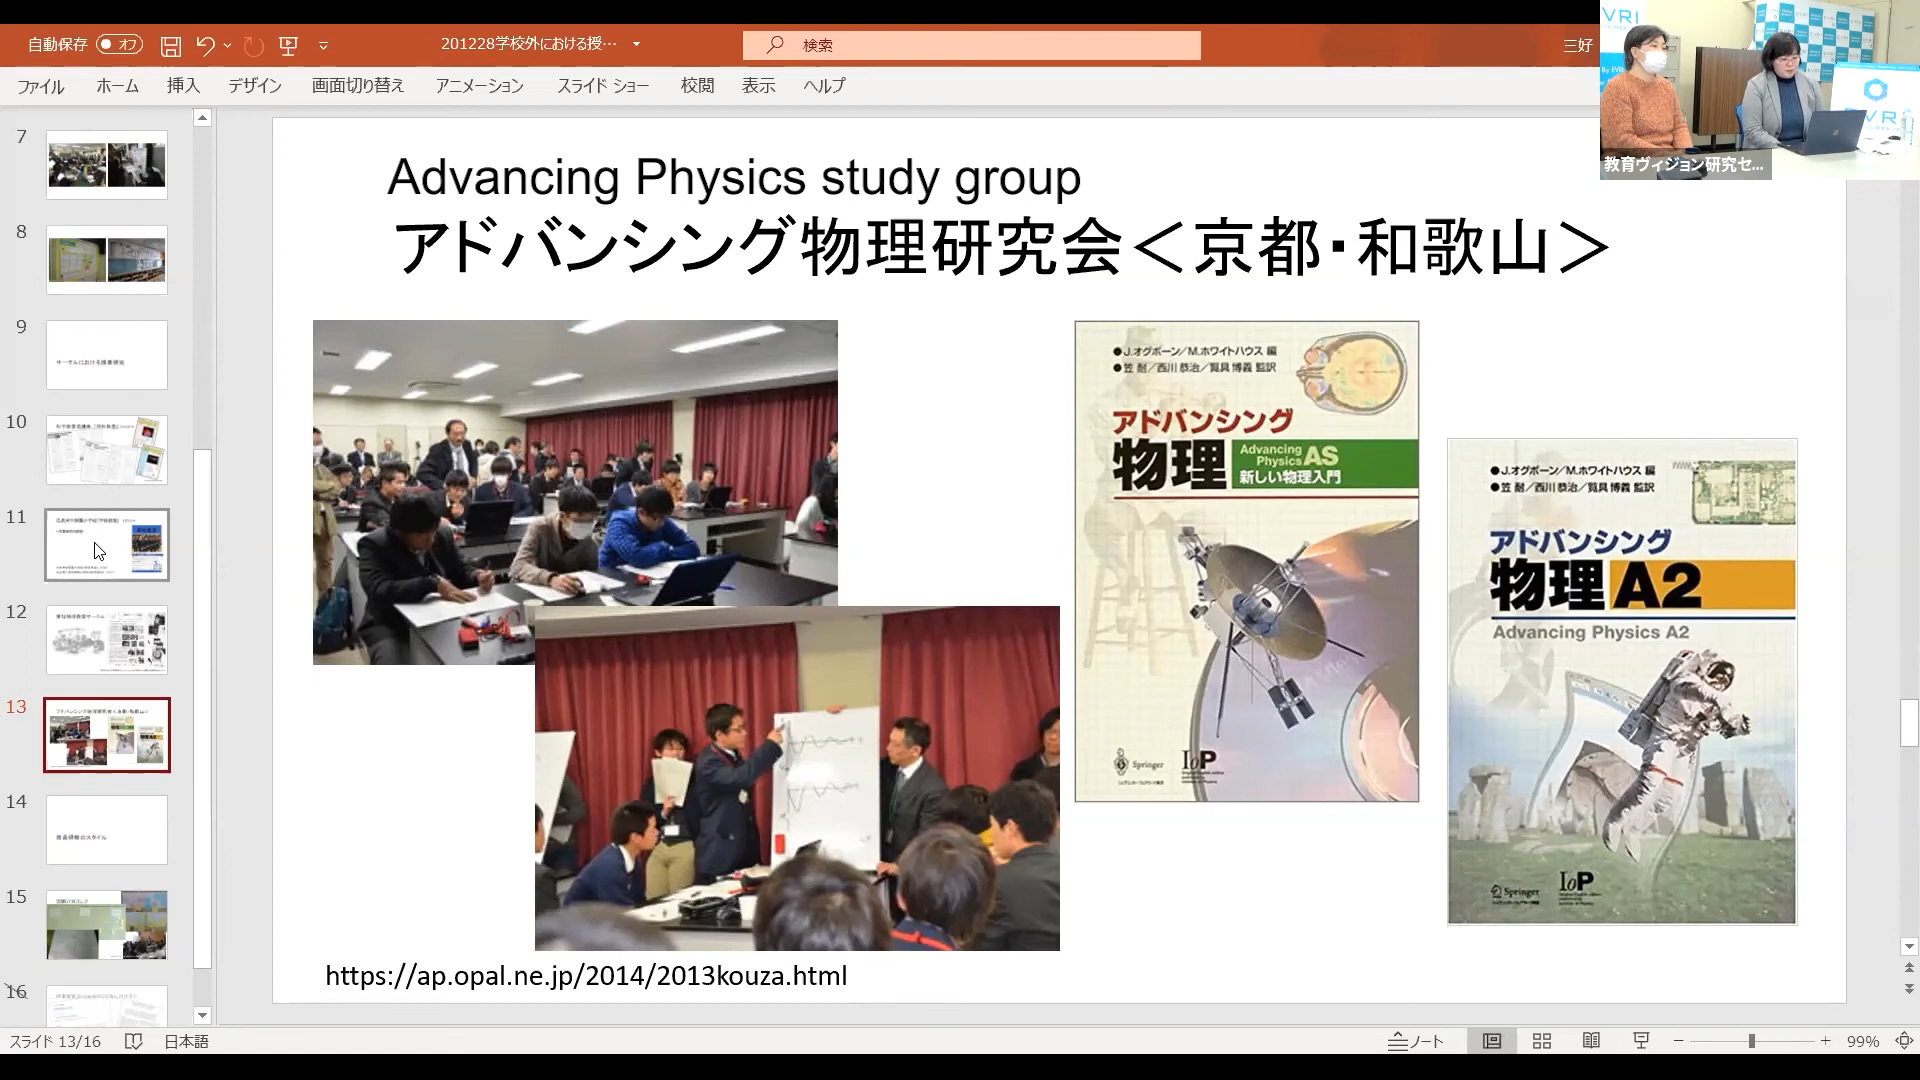 自動保存 オフ
201228学校外における授…
検索
三好
ファイル ホーム 挿入 デザイン 画面切り替え アニメーション スライド ショー 校閲 表示 ヘルプ
VRI
教育ヴィジョン研究セ...
7
8
9
10
11
12
13
14
15
16
Advancing Physics study group
アドバンシング物理研究会＜京都・和歌山＞
●J.オグボーン／M.ホワイトハウス 編
●笠 耐／西川 恭治／覧具 博義 監訳
アドバンシング
物理
Advancing
Physics AS
新しい物理入門
Springer
IoP
●J.オグボーン／M.ホワイトハウス 編
●笠 耐／西川 恭治／覧具 博義 監訳
アドバンシング
物理 A2
Advancing Physics A2
Springer
IoP
https://ap.opal.ne.jp/2014/2013kouza.html
スライド 13/16 日本語
ノート
99%